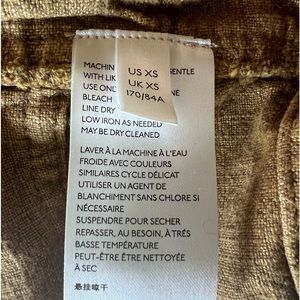 US XS
UK XS
170/84A
MACHIN
GENTLE
WITH LIK
USE ONL
NE
BLEACH
LINE DRY
LOW IRON AS NEEDED
MAY BE DRY CLEANED
LAVER À LA MACHINE À L'EAU
FROIDE AVEC COULEURS
SIMILAIRES CYCLE DÉLICAT
UTILISER UN AGENT DE
BLANCHIMENT SANS CHLORE SI
NÉCESSAIRE
SUSPENDRE POUR SÉCHER
REPASSER, AU BESOIN, À TRÈS
BASSE TEMPÉRATURE
PEUT-ÊTRE ÊTRE NETTOYÉE
À SEC
悬挂晾干